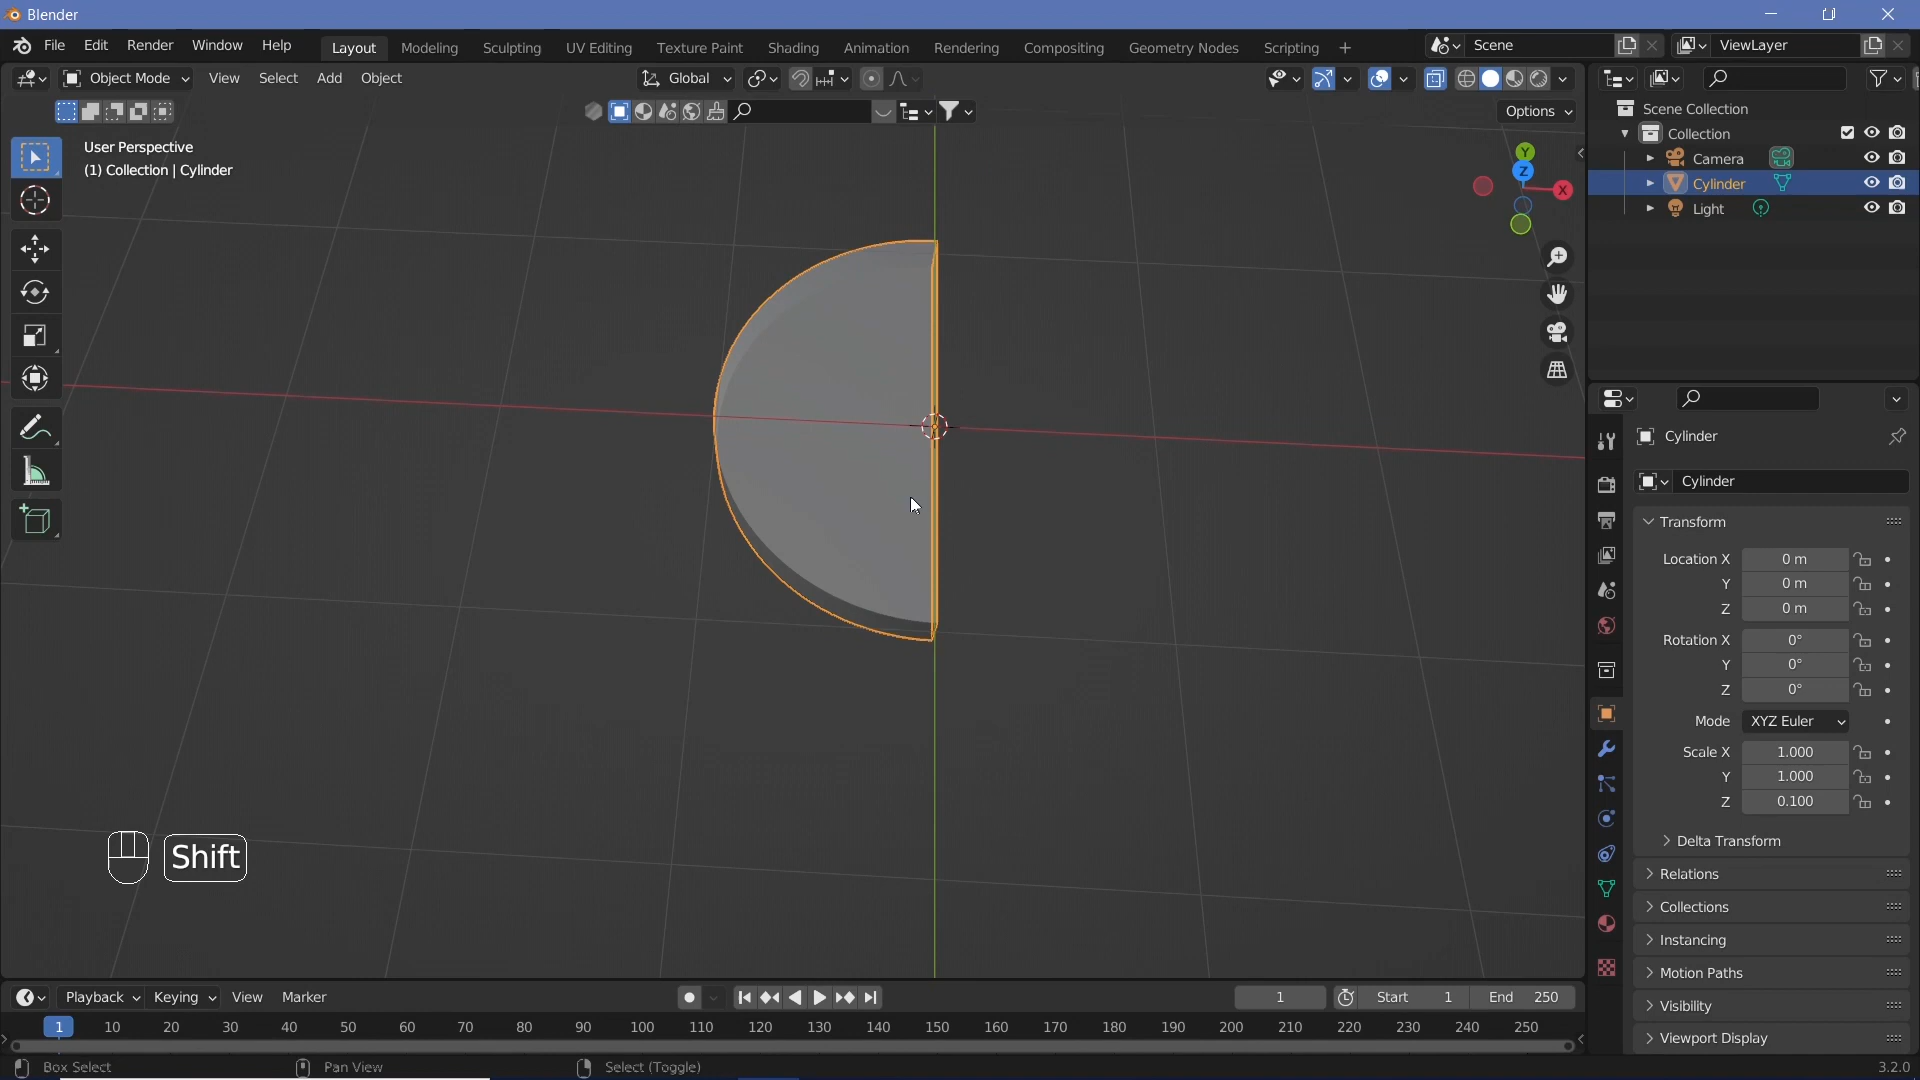 Blender
File Edit Render Window Help
Layout Modeling Sculpting UV Editing Texture Paint Shading Animation Rendering Compositing Geometry Nodes Scripting +
Scene
ViewLayer
Object Mode View Select Add Object
Global
Options
User Perspective
(1) Collection | Cylinder
Y
Z
X
Scene Collection
Collection
Camera
Cylinder
Light
Cylinder
Cylinder
Transform
Location X 0 m
Y 0 m
Z 0 m
Rotation X 0°
Y 0°
Z 0°
Mode XYZ Euler
Scale X 1.000
Y 1.000
Z 0.100
Delta Transform
Relations
Collections
Instancing
Motion Paths
Visibility
Viewport Display
Shift
Playback Keying View Marker
1
Start 1
End 250
1 10 20 30 40 50 60 70 80 90 100 110 120 130 140 150 160 170 180 190 200 210 220 230 240 250
Box Select
Pan View
Select (Toggle)
3.2.0